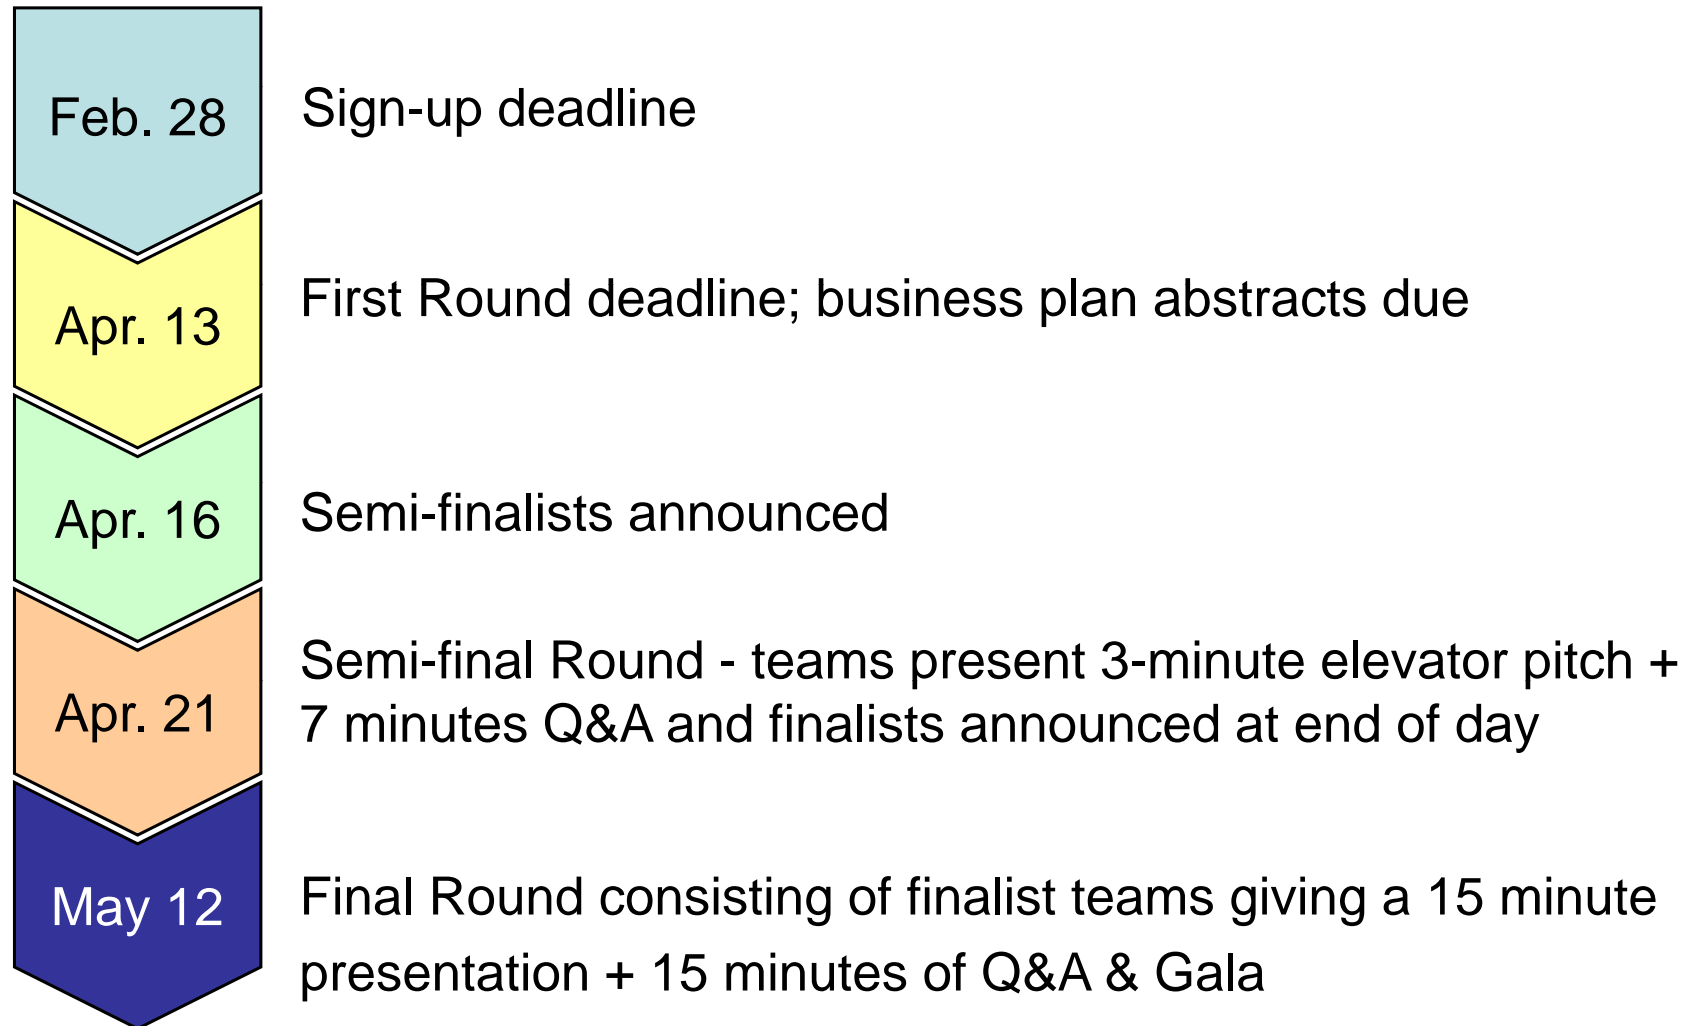 Feb. 28
Sign-up deadline
Apr. 13
First Round deadline; business plan abstracts due
Apr. 16
Semi-finalists announced
Apr. 21
Semi-final Round - teams present 3-minute elevator pitch +
7 minutes Q&A and finalists announced at end of day
May 12
Final Round consisting of finalist teams giving a 15 minute
presentation + 15 minutes of Q&A & Gala